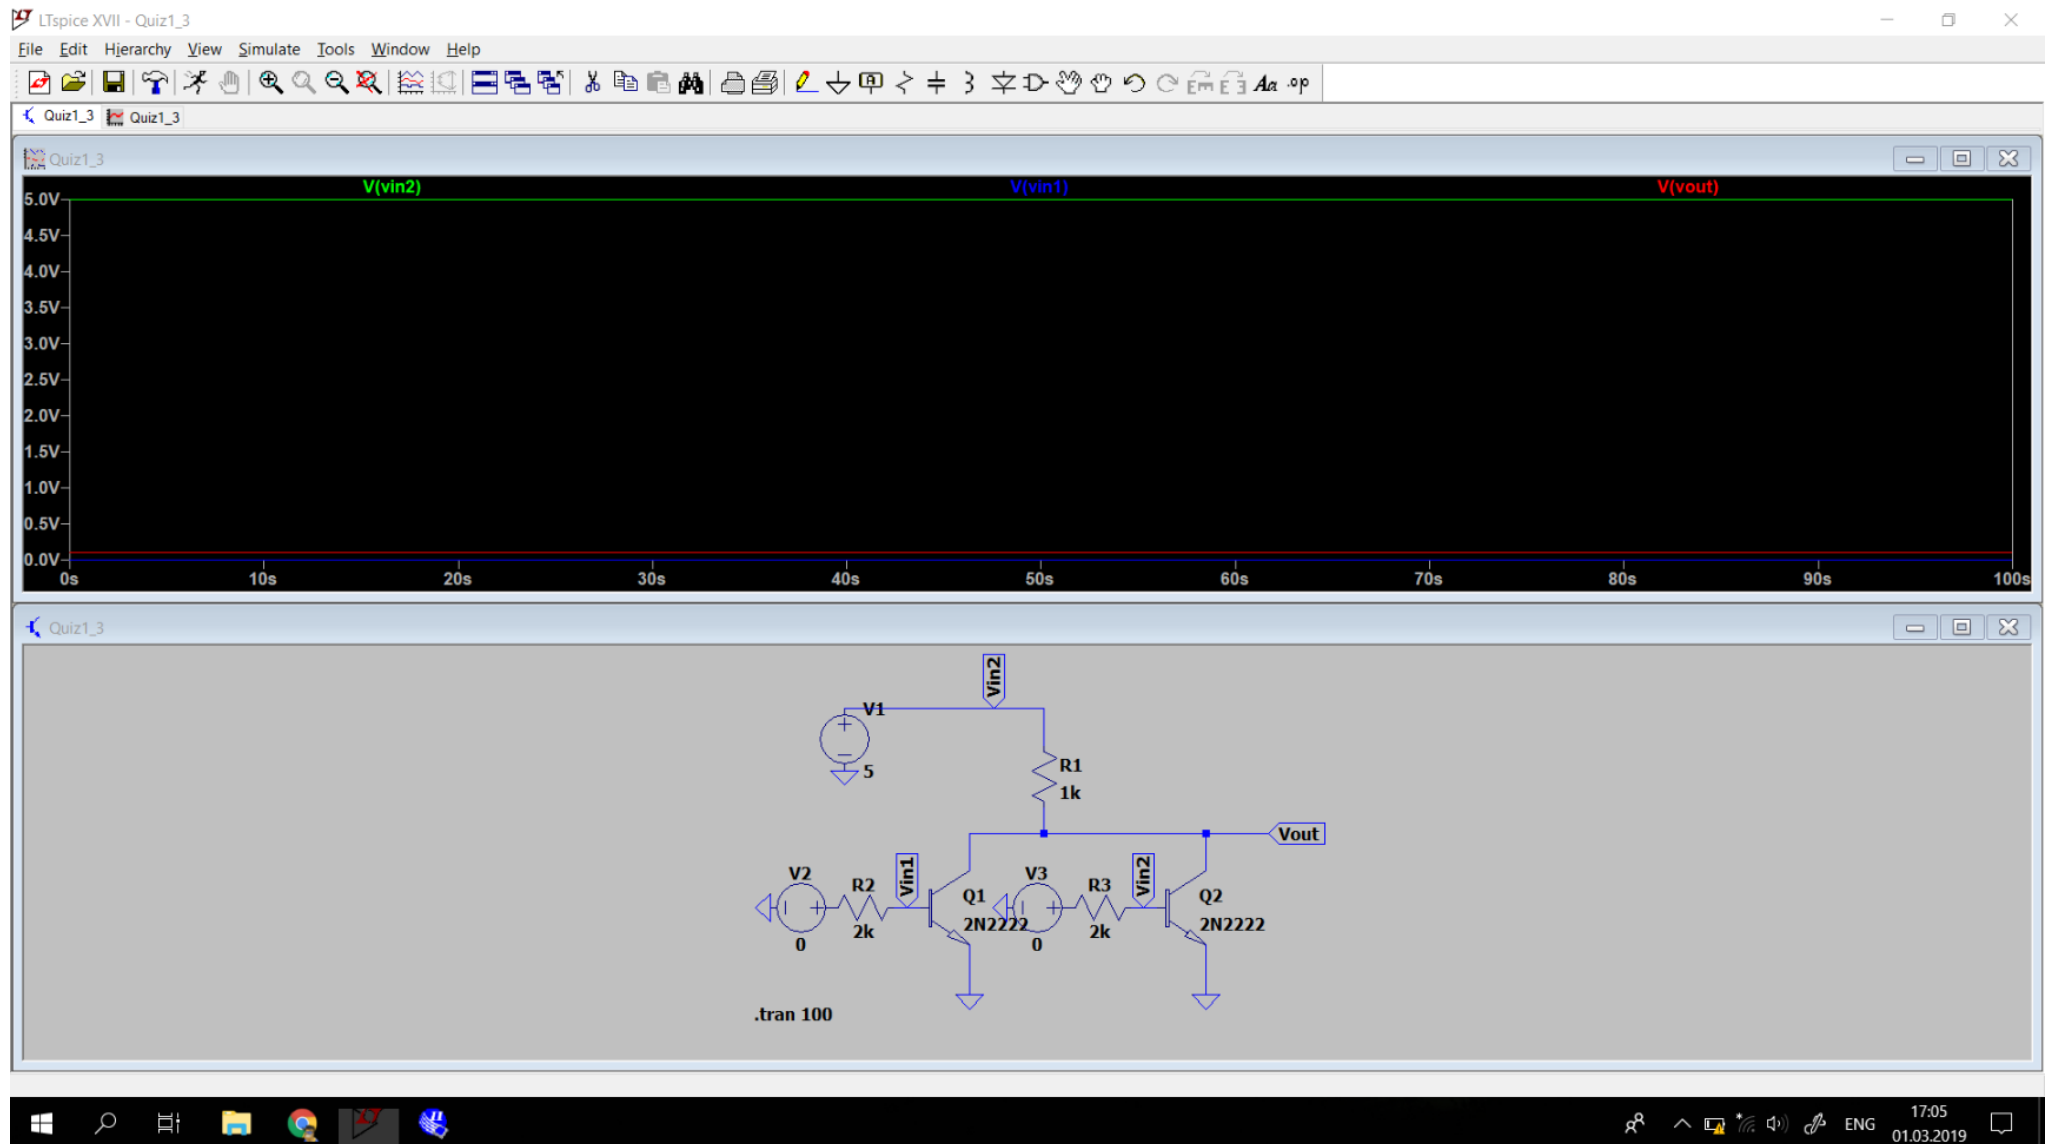 LTspice XVII - Quiz1_3
File Edit Hierarchy View Simulate Tools Window Help
Aa .op
Quiz1_3 Quiz1_3
Quiz1_3
V(vin2) V(vin1) V(vout)
5.0V
4.5V
4.0V
3.5V
3.0V
2.5V
2.0V
1.5V
1.0V
0.5V
0.0V
0s 10s 20s 30s 40s 50s 60s 70s 80s 90s 100s
Quiz1_3
Vin2
V1
5
R1
1k
Vout
V2 R2 Vin1 Q1 V3 R3 Vin2 Q2
0 2k 2N2222 0 2k 2N2222
.tran 100
ENG 17:05
01.03.2019